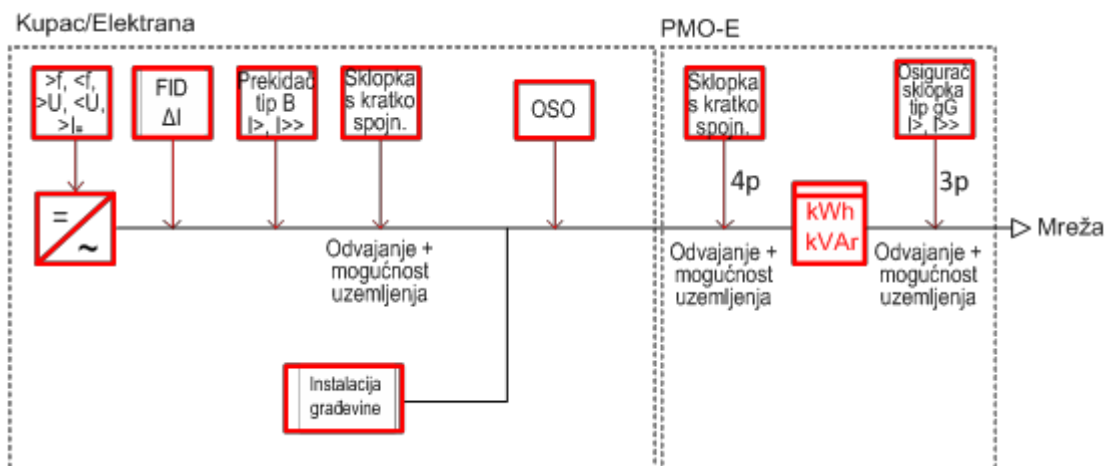 Kupac/Elektrana
PMO-E
>f, <f,
>U, <U,
>I=
FID
ΔI
Prekidač
tip B
I>, I>>
Sklopka
s kratko
spojn.
OSO
Sklopka
s kratko
spojn.
Osigurač
sklopka
tip gG
I>, I>>
4p
3p
=
~
kWh
kVAr
Mreža
Odvajanje +
mogućnost
uzemljenja
Odvajanje +
mogućnost
uzemljenja
Odvajanje +
mogućnost
uzemljenja
Instalacija
građevine